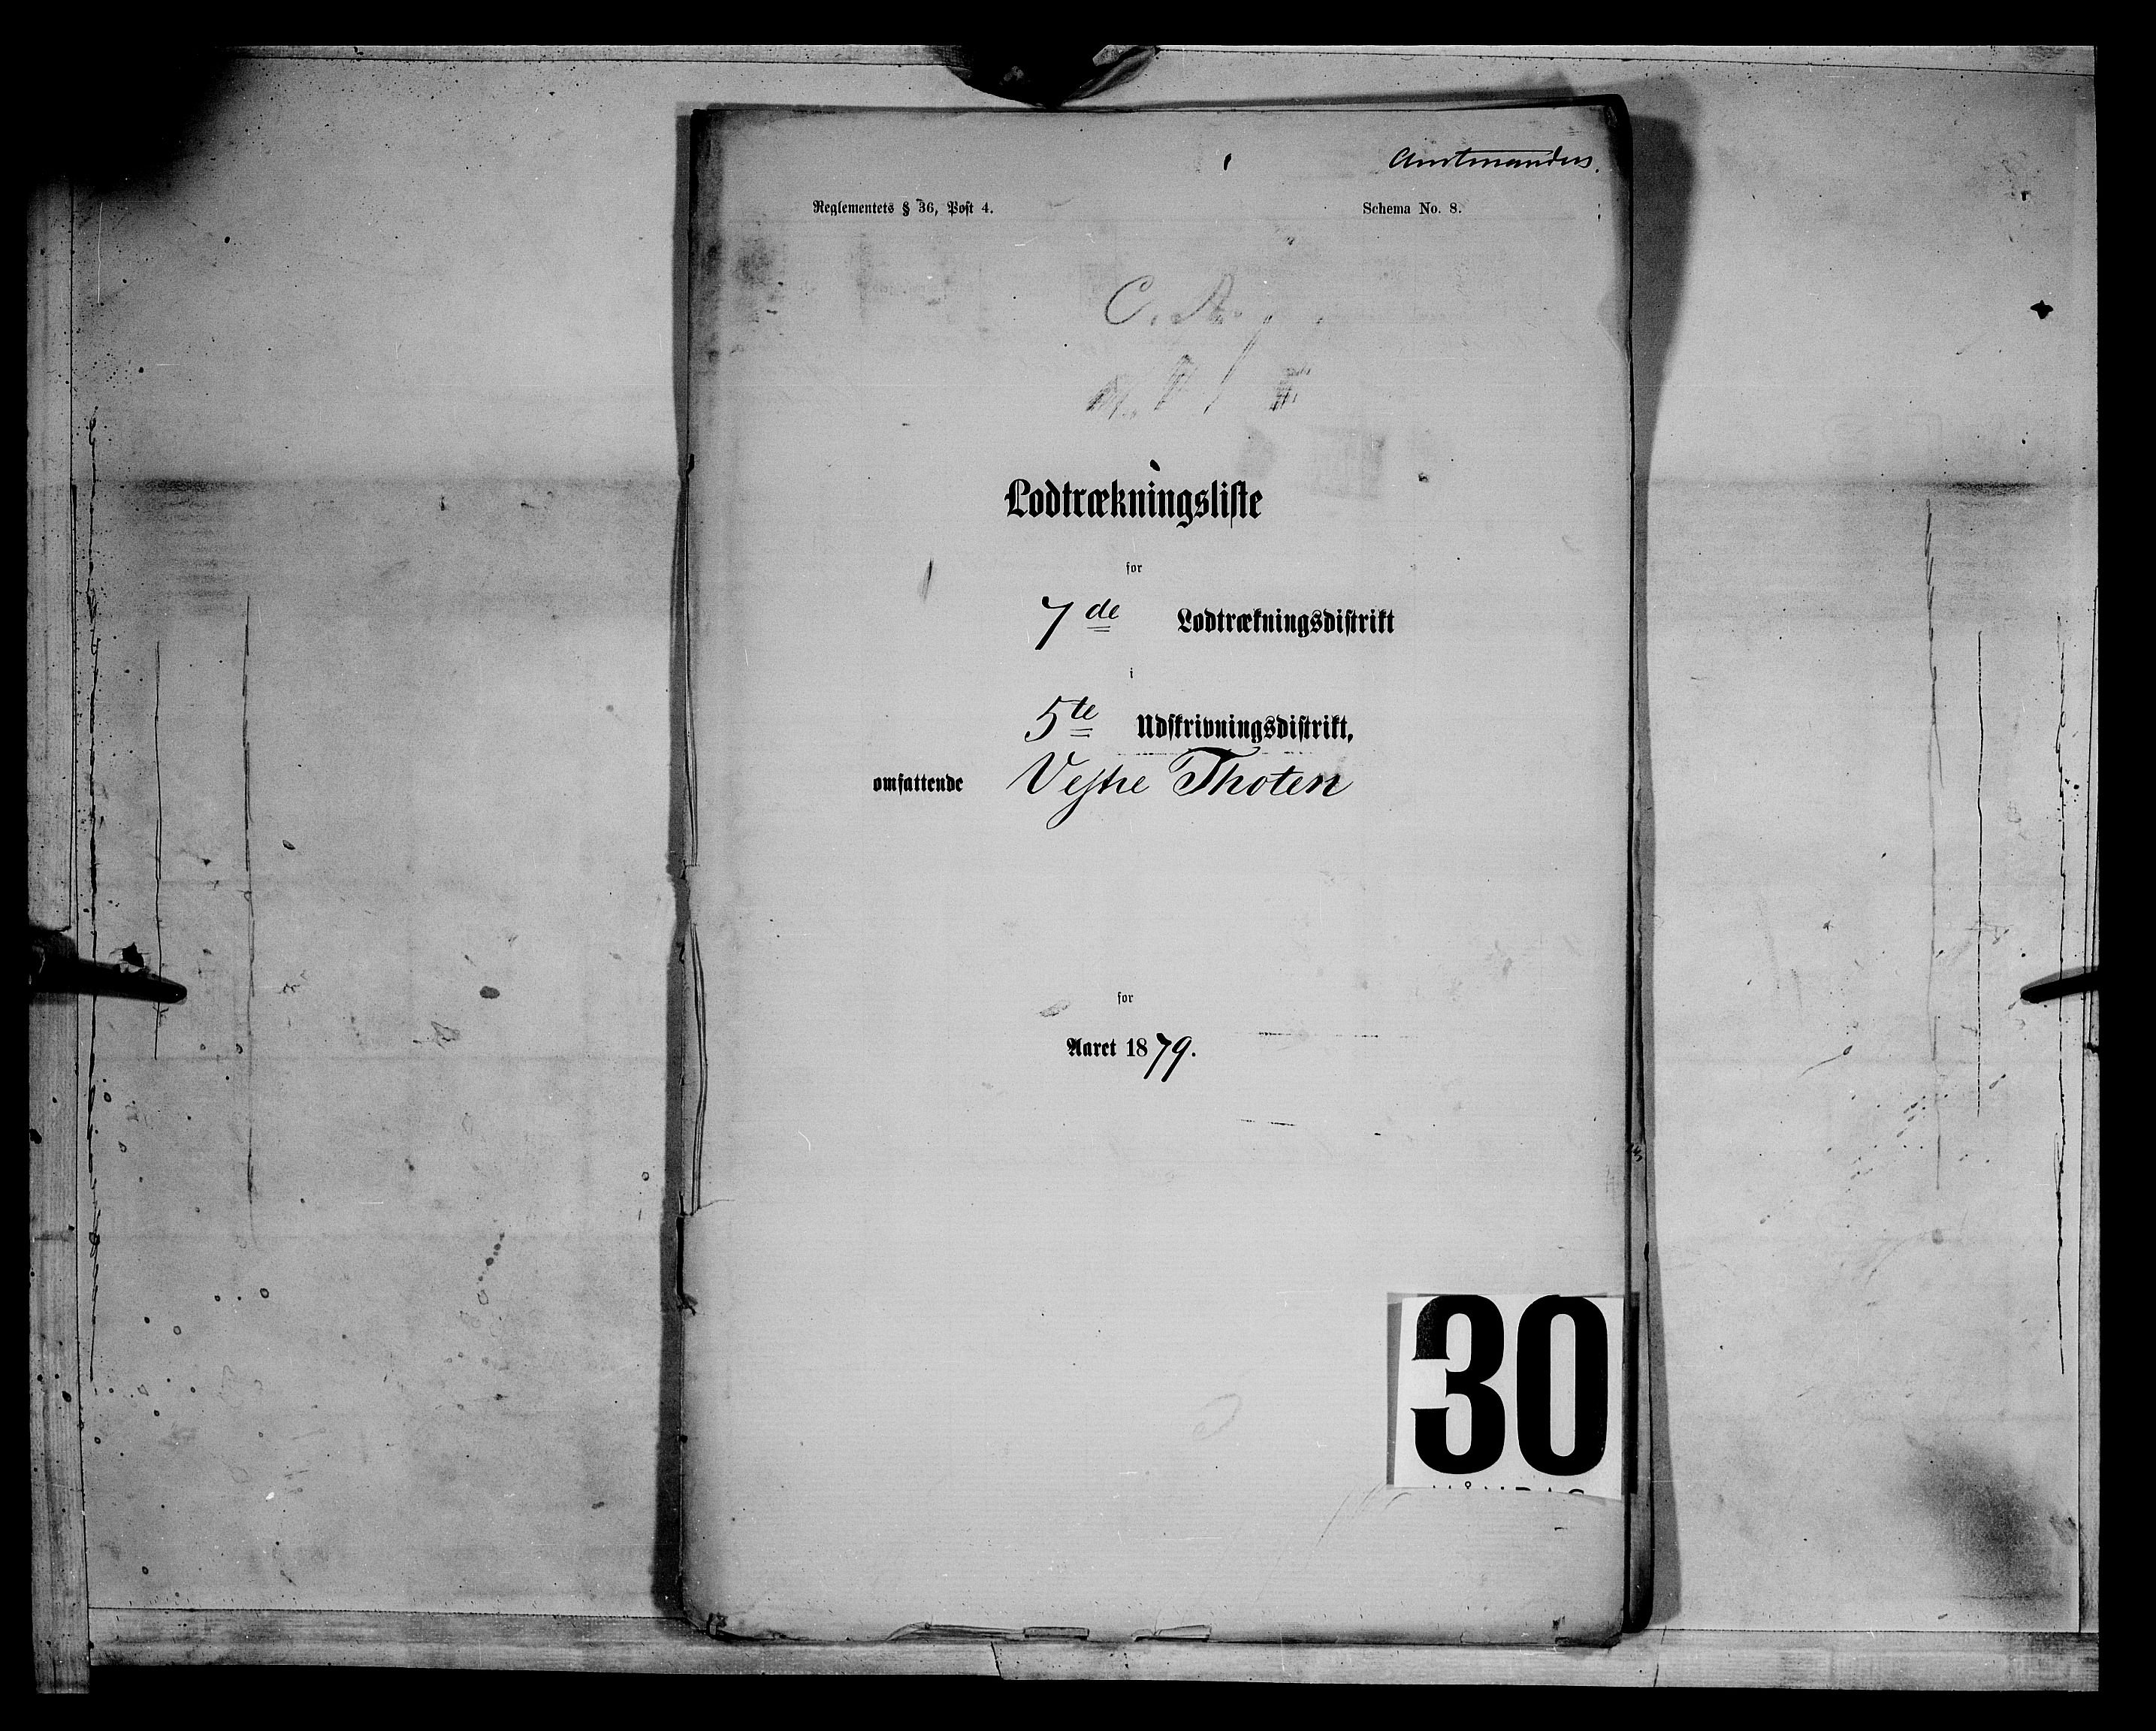 Amtmandens.
Reglementets § 36, Post 4.
Schema No. 8.
Lodtrækningsliste
for
7de Lodtrækningsdistrikt
i
5te Udskrivningsdistrikt,
omfattende Vestre Thoten
for
Aaret 1879.
30